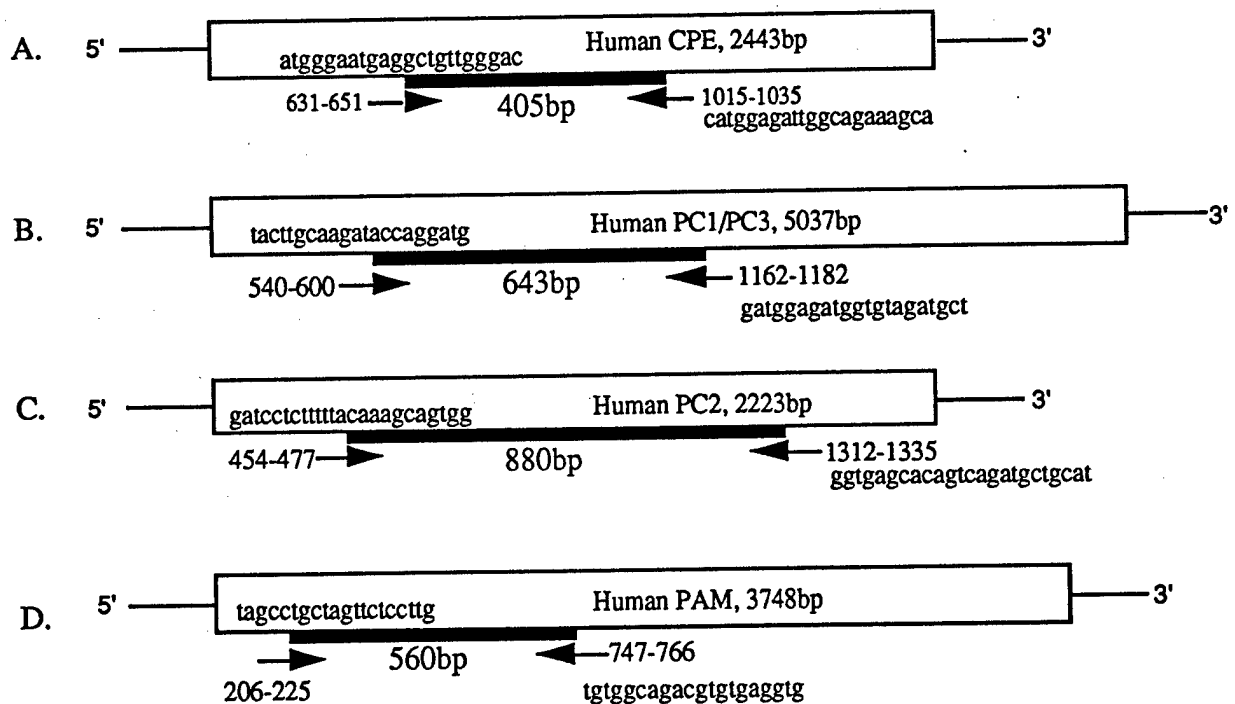 A. 5' Human CPE, 2443bp 3'
atgggaatgaggctgttgggac
631-651 405bp 1015-1035
catggagattggcagaaagca
B. 5' tacttgcaagataccaggatg Human PC1/PC3, 5037bp 3'
540-600 643bp 1162-1182
gatggagatggtgtagatgct
C. 5' gatcctctttttacaaagcagtgg Human PC2, 2223bp 3'
454-477 880bp 1312-1335
ggtgagcacagtcagatgctgcat
D. 5' tagcctgctagttctccttg Human PAM, 3748bp 3'
206-225 560bp 747-766
tgtggcagacgtgtgaggtg